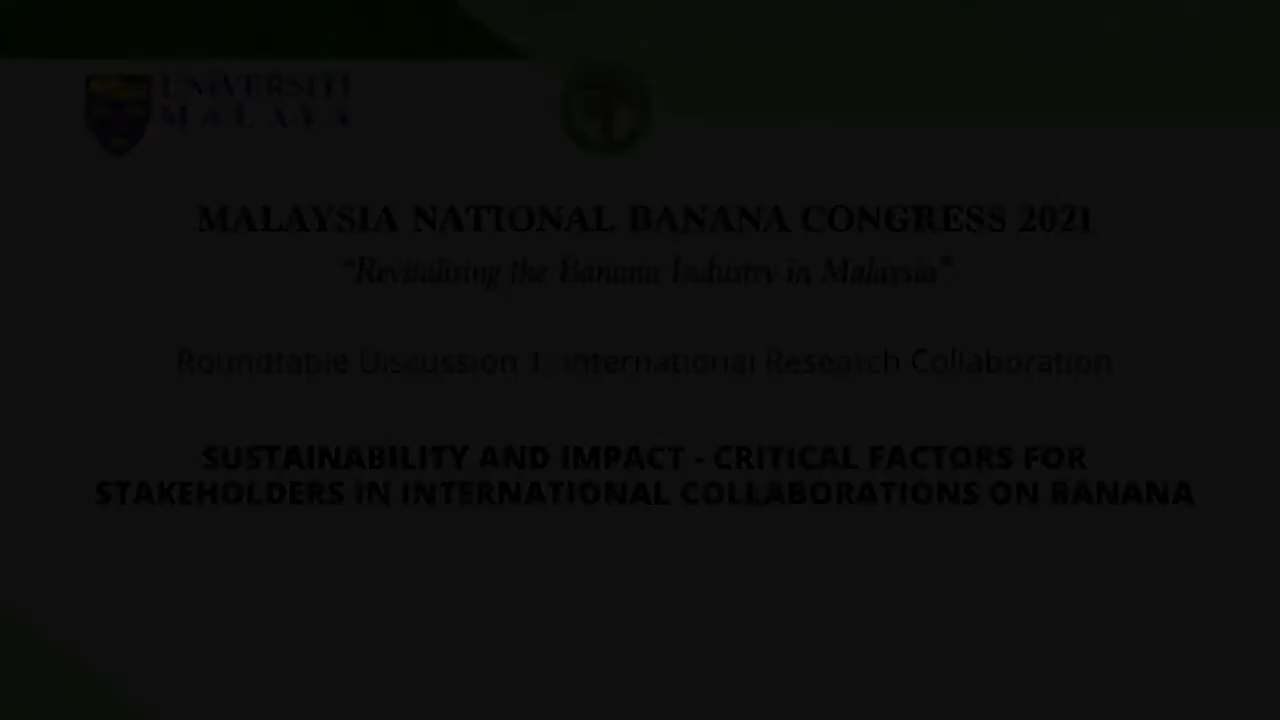 UNIVERSITI
MALAYA
MALAYSIA NATIONAL BANANA CONGRESS 2021
“Revitalising the Banana Industry in Malaysia”
Roundtable Discussion 1: International Research Collaboration
SUSTAINABILITY AND IMPACT - CRITICAL FACTORS FOR
STAKEHOLDERS IN INTERNATIONAL COLLABORATIONS ON BANANA